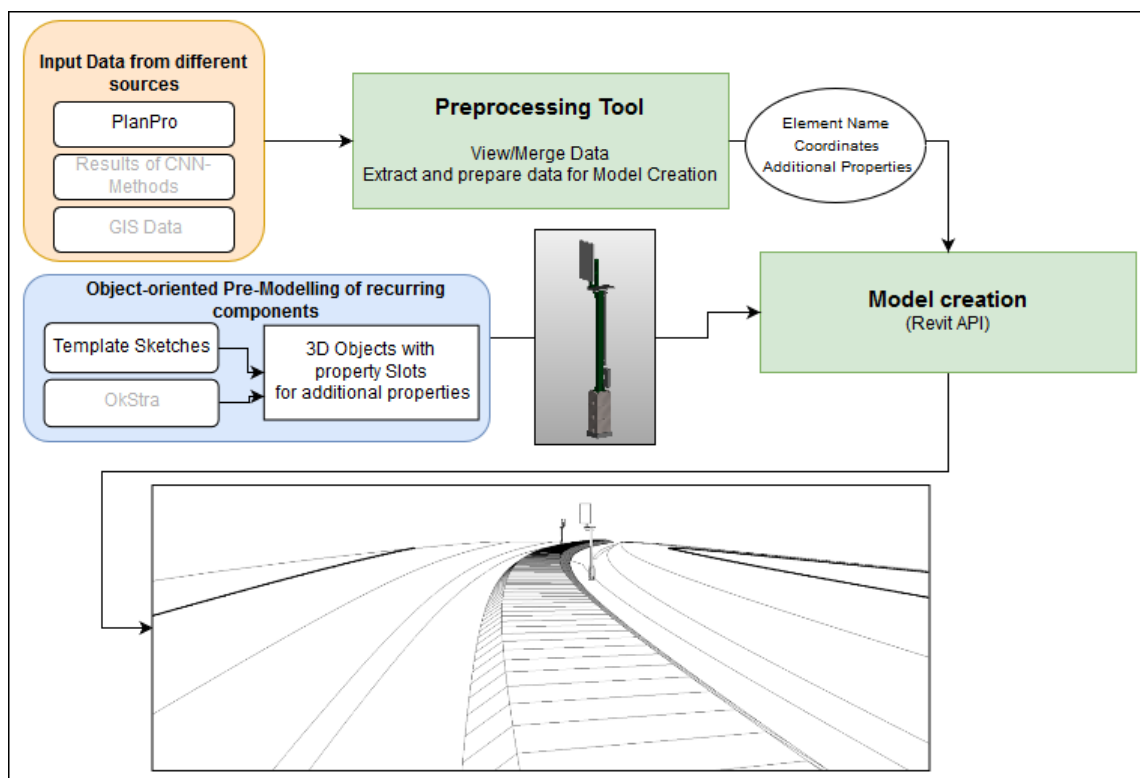 Input Data from different
sources
PlanPro
Results of CNN-
Methods
GIS Data
Preprocessing Tool
View/Merge Data
Extract and prepare data for Model Creation
Element Name
Coordinates
Additional Properties
Object-oriented Pre-Modelling of recurring
components
Template Sketches
OkStra
3D Objects with
property Slots
for additional properties
Model creation
(Revit API)